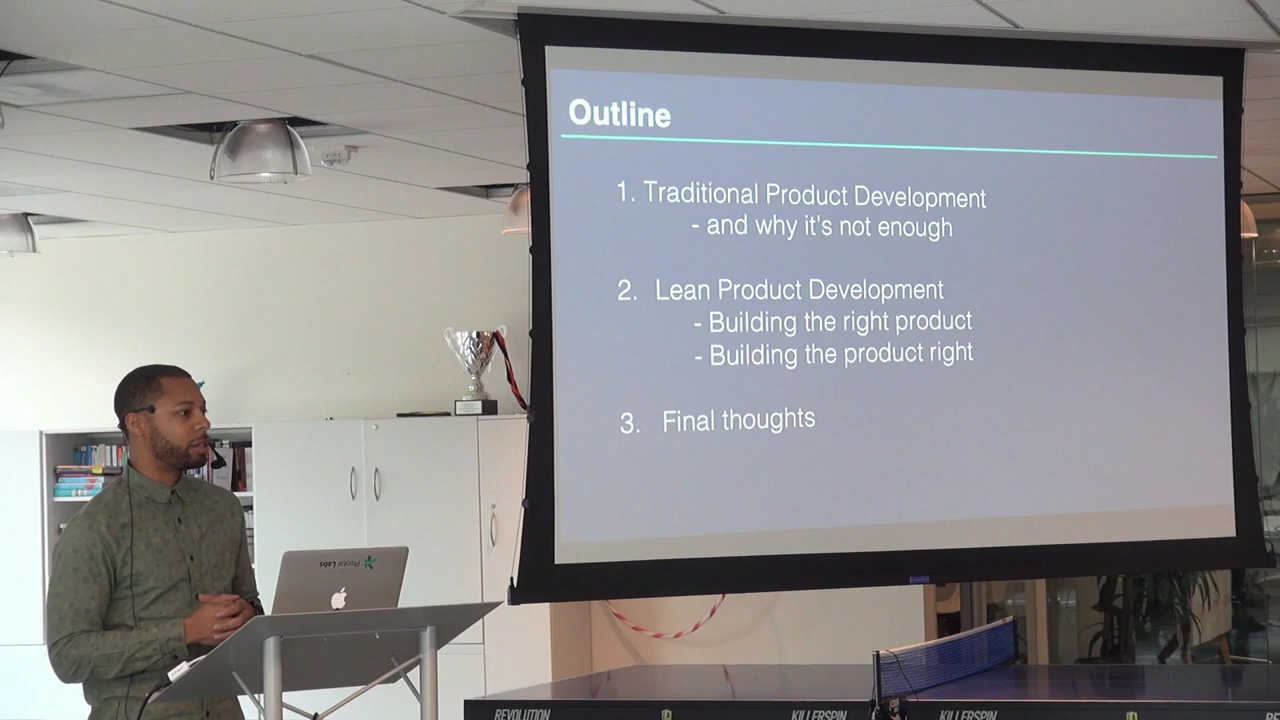 Outline
1. Traditional Product Development
- and why it's not enough
2. Lean Product Development
- Building the right product
- Building the product right
3. Final thoughts
FIRE
Pivotal Labs
REVOLUTION
KILLERSPIN
KILLERSPIN